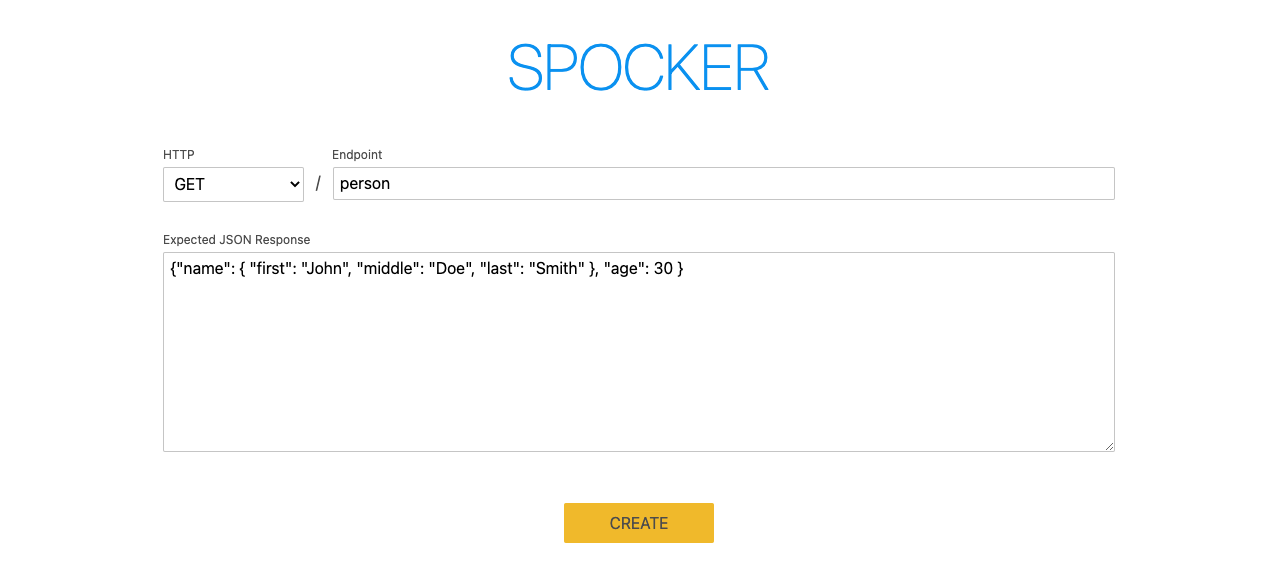 SPOCKER
HTTP
Endpoint
GET
/
person
Expected JSON Response
{"name": { "first": "John", "middle": "Doe", "last": "Smith" }, "age": 30 }
CREATE